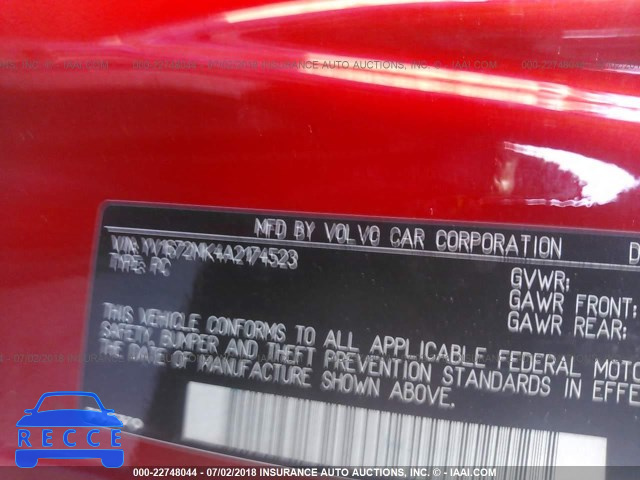 MFD BY VOLVO CAR CORPORATION D
VIN: YV1672MK4A2174523
TYPE: PC
GVWR:
GAWR FRONT:
GAWR REAR:
THIS VEHICLE CONFORMS TO ALL APPLICABLE FEDERAL MOTO
SAFETY, BUMPER AND THEFT PREVENTION STANDARDS IN EFFE
THE DATE OF MANUFACTURE SHOWN ABOVE.
RECCE
000-22748044 - 07/02/2018 INSURANCE AUTO AUCTIONS, INC. © - IAAI.COM